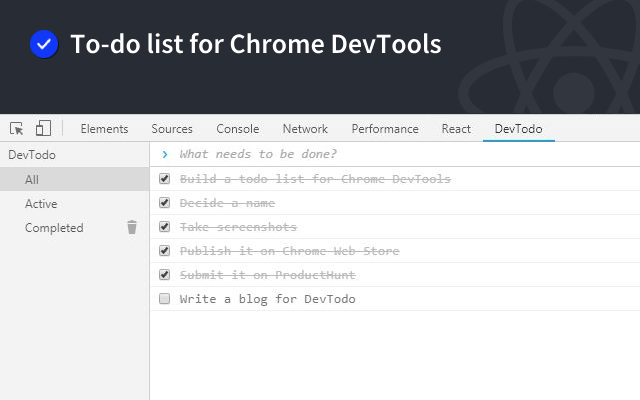 To-do list for Chrome DevTools
Elements Sources Console Network Performance React DevTodo
DevTodo
All
Active
Completed
What needs to be done?
Build a todo list for Chrome DevTools
Decide a name
Take screenshots
Publish it on Chrome Web Store
Submit it on ProductHunt
Write a blog for DevTodo